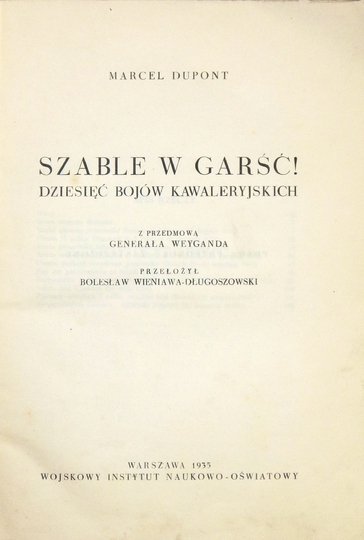 MARCEL DUPONT
SZABLE W GARŚĆ!
DZIESIĘĆ BOJÓW KAWALERYJSKICH
Z PRZEDMOWĄ
GENERAŁA WEYGANDA
PRZEŁOŻYŁ
BOLESŁAW WIENIAWA-DŁUGOSZOWSKI
WARSZAWA 1935
WOJSKOWY INSTYTUT NAUKOWO-OŚWIATOWY